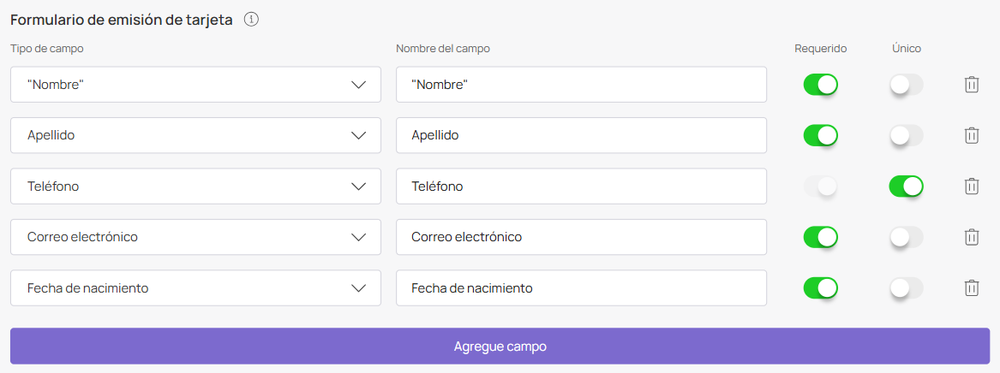 Formulario de emisión de tarjeta
Tipo de campo Nombre del campo Requerido Único
"Nombre" "Nombre"
Apellido Apellido
Teléfono Teléfono
Correo electrónico Correo electrónico
Fecha de nacimiento Fecha de nacimiento
Agregue campo